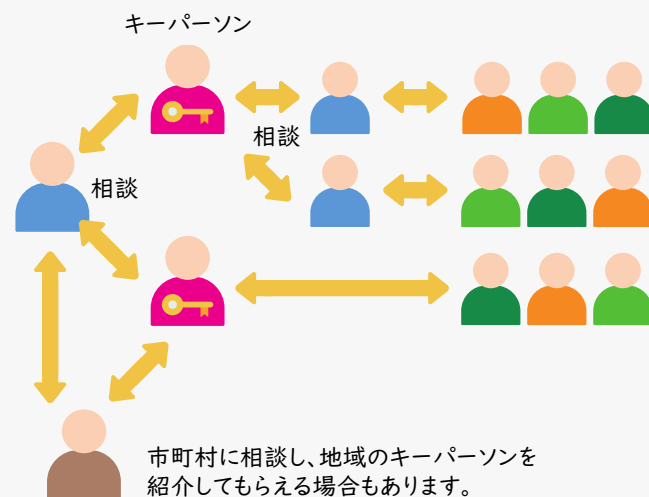 キーパーソン
相談
相談
市町村に相談し、地域のキーパーソンを
紹介してもらえる場合もあります。